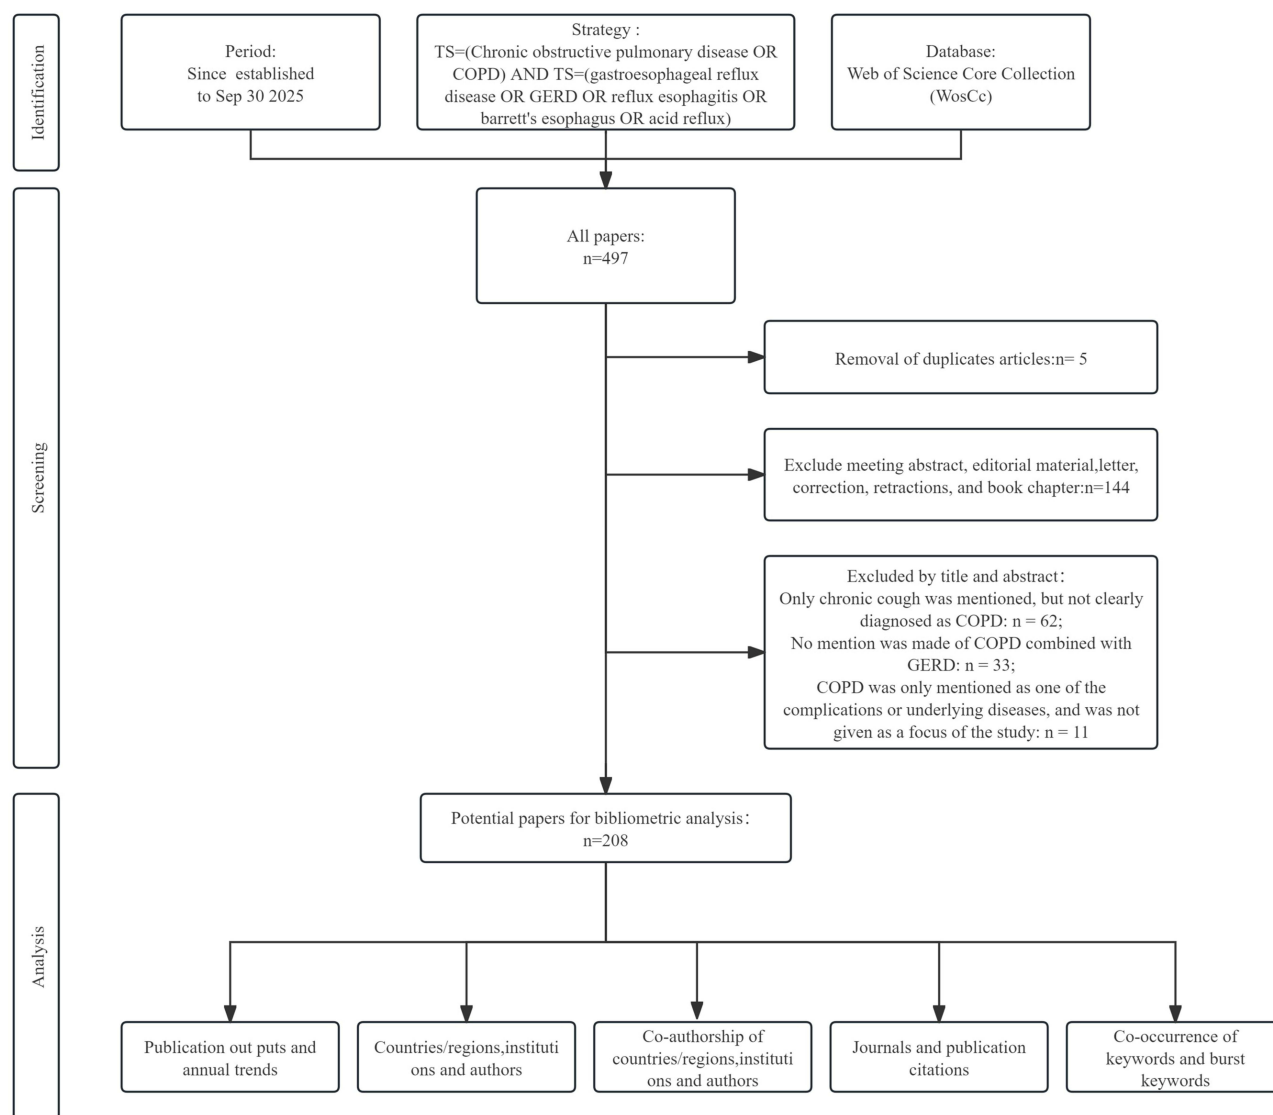 Identification
Period:
Since established
to Sep 30 2025
Strategy :
TS=(Chronic obstructive pulmonary disease OR
COPD) AND TS=(gastroesophageal reflux
disease OR GERD OR reflux esophagitis OR
barrett's esophagus OR acid reflux)
Database:
Web of Science Core Collection
(WosCc)
Screening
All papers:
n=497
Removal of duplicates articles:n= 5
Exclude meeting abstract, editorial material,letter,
correction, retractions, and book chapter:n=144
Excluded by title and abstract:
Only chronic cough was mentioned, but not clearly
diagnosed as COPD: n = 62;
No mention was made of COPD combined with
GERD: n = 33;
COPD was only mentioned as one of the
complications or underlying diseases, and was not
given as a focus of the study: n = 11
Analysis
Potential papers for bibliometric analysis:
n=208
Publication out puts and
annual trends
Countries/regions,instituti
ons and authors
Co-authorship of
countries/regions,instituti
ons and authors
Journals and publication
citations
Co-occurrence of
keywords and burst
keywords